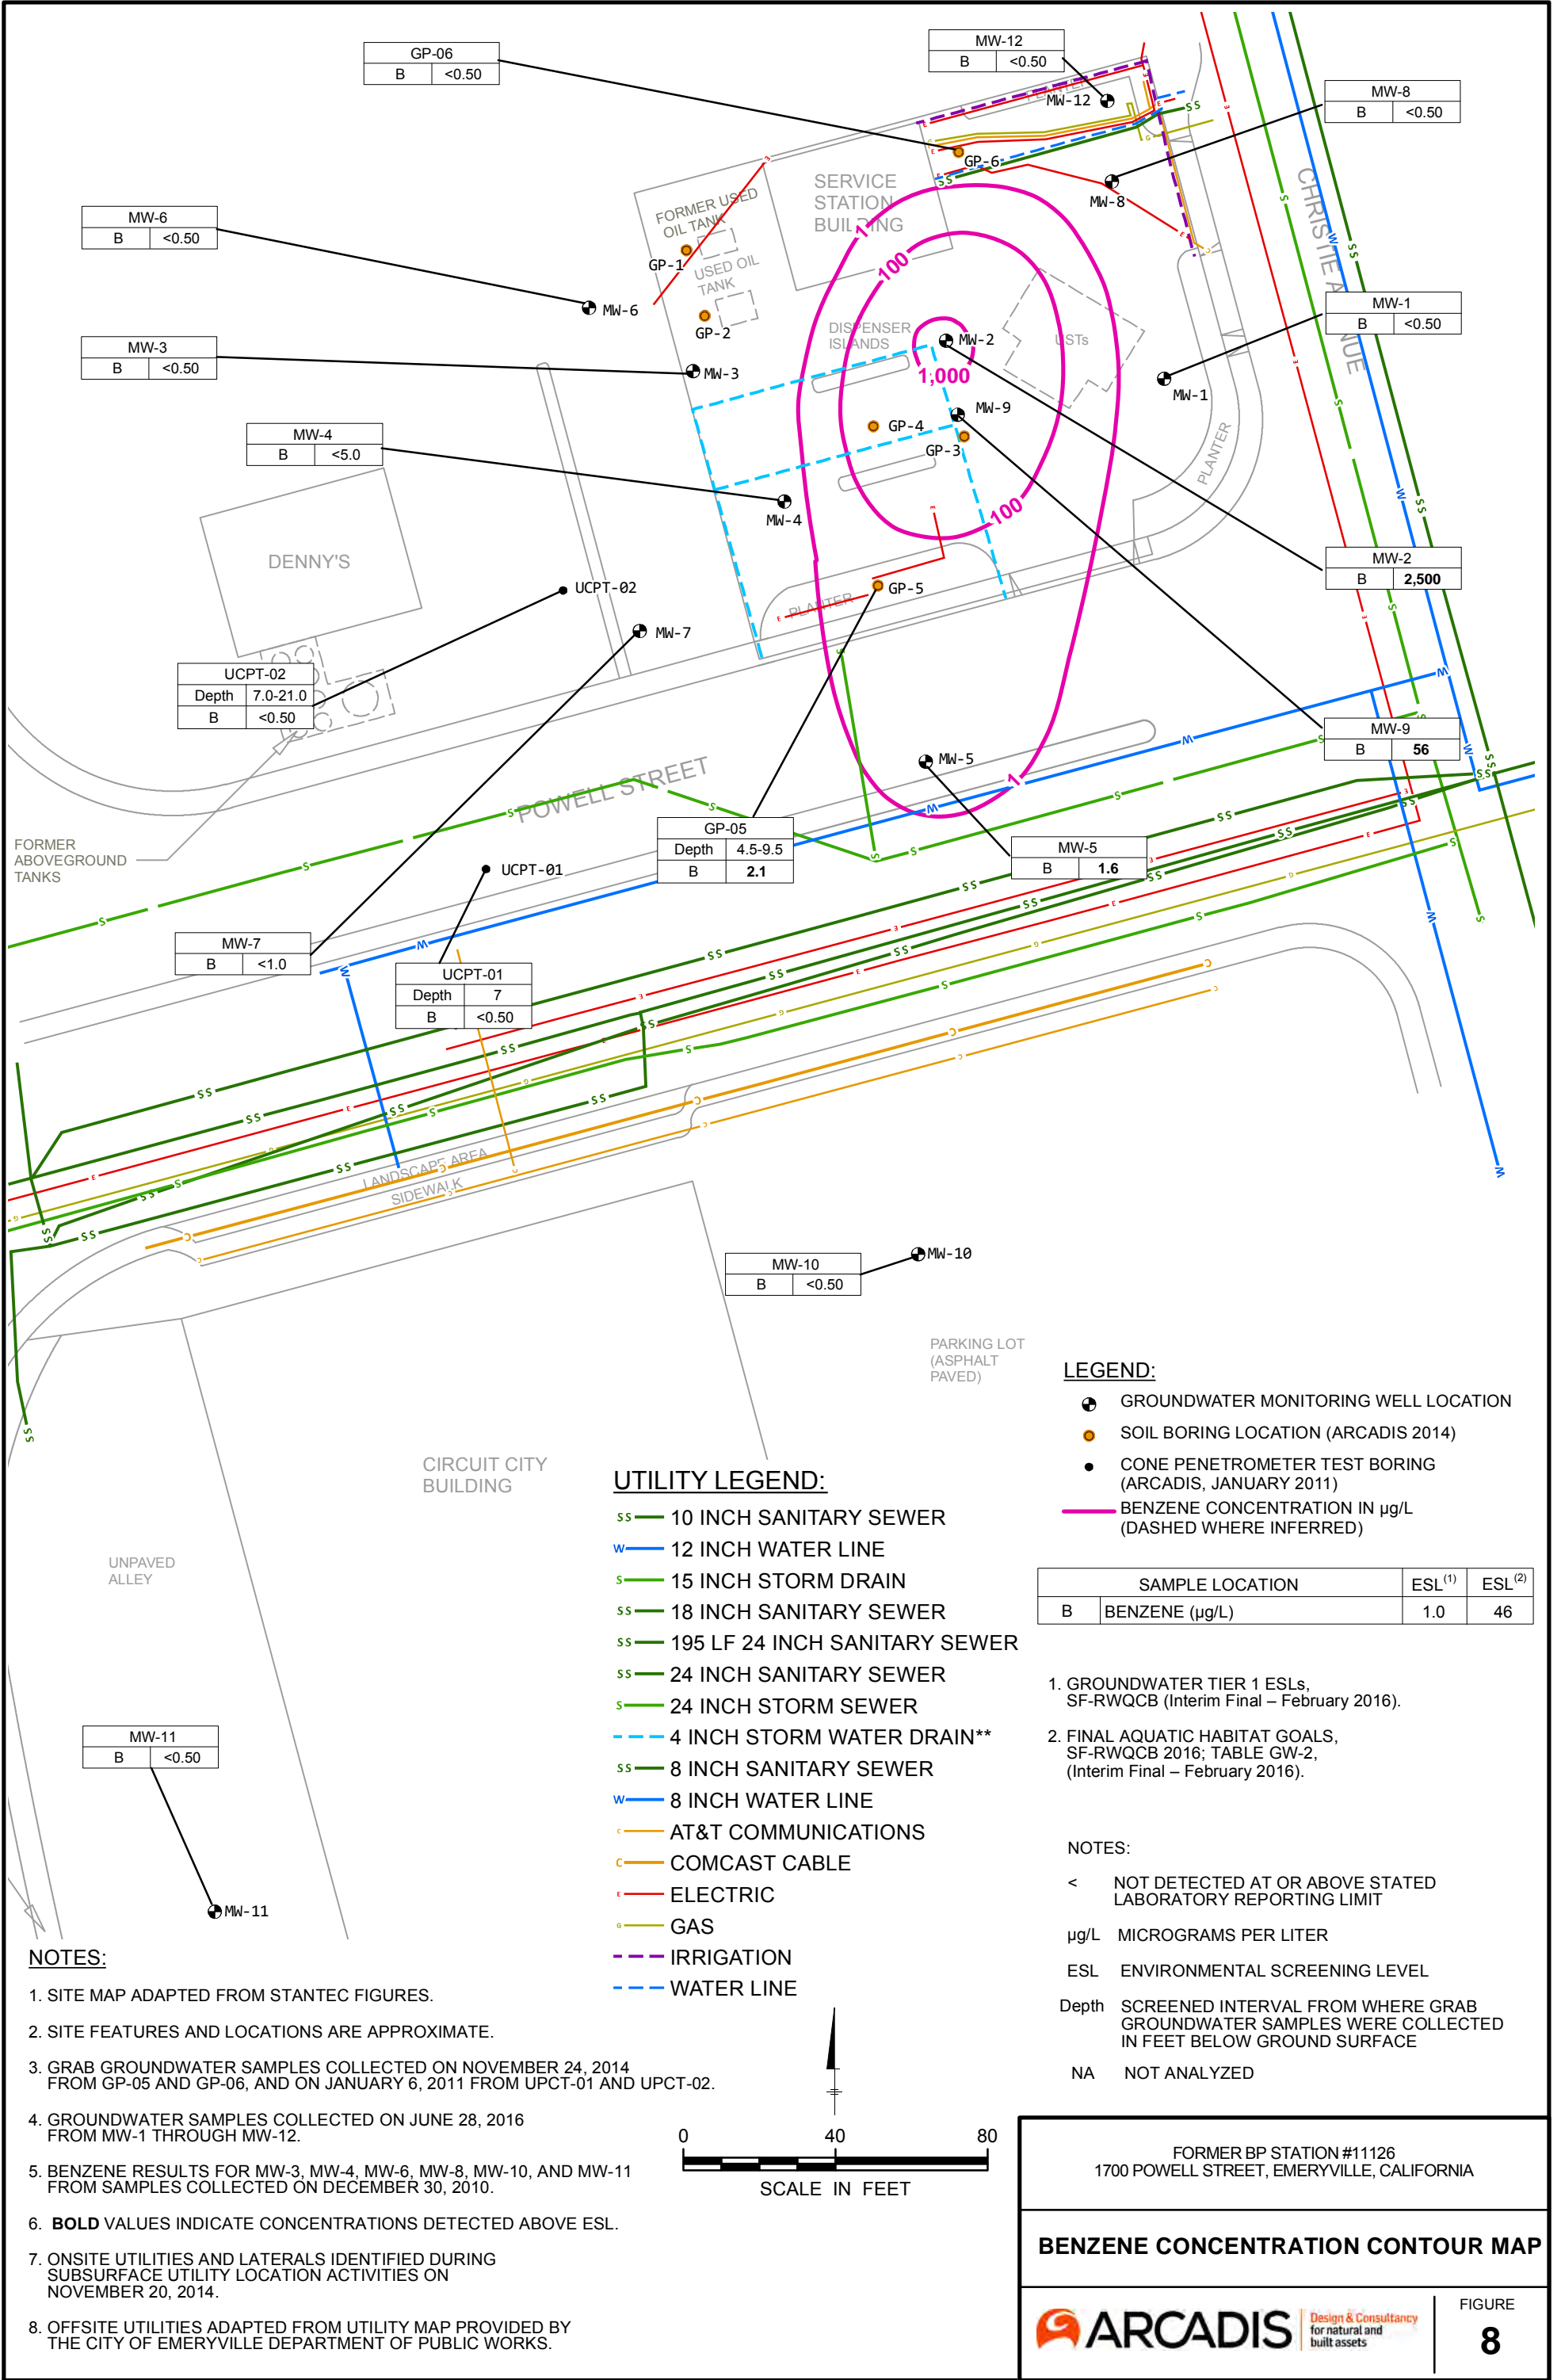 GP-06
B <0.50
MW-12
B <0.50
MW-8
B <0.50
MW-6
B <0.50
MW-3
B <0.50
MW-4
B <5.0
MW-1
B <0.50
MW-2
B 2,500
MW-9
B 56
UCPT-02
Depth 7.0-21.0
B <0.50
GP-05
Depth 4.5-9.5
B 2.1
MW-5
B 1.6
MW-7
B <1.0
UCPT-01
Depth 7
B <0.50
MW-10
B <0.50
MW-11
B <0.50
MW-12
GP-6
MW-8
SERVICE
STATION
BUILDING
FORMER USED
OIL TANK
GP-1
USED OIL
TANK
GP-2
MW-6
MW-3
DISPENSER
ISLANDS
MW-2
USTs
MW-1
1
100
1,000
MW-9
GP-4
GP-3
MW-4
100
PLANTER
PLANTER
GP-5
CHRISTIE AVENUE
DENNY'S
UCPT-02
MW-7
MW-5
1
POWELL STREET
FORMER
ABOVEGROUND
TANKS
UCPT-01
LANDSCAPE AREA
SIDEWALK
MW-10
PARKING LOT
(ASPHALT
PAVED)
CIRCUIT CITY
BUILDING
UNPAVED
ALLEY
MW-11
LEGEND:
GROUNDWATER MONITORING WELL LOCATION
SOIL BORING LOCATION (ARCADIS 2014)
CONE PENETROMETER TEST BORING
(ARCADIS, JANUARY 2011)
BENZENE CONCENTRATION IN µg/L
(DASHED WHERE INFERRED)
SAMPLE LOCATION ESL(1) ESL(2)
B BENZENE (µg/L) 1.0 46
1. GROUNDWATER TIER 1 ESLs,
SF-RWQCB (Interim Final – February 2016).
2. FINAL AQUATIC HABITAT GOALS,
SF-RWQCB 2016; TABLE GW-2,
(Interim Final – February 2016).
NOTES:
< NOT DETECTED AT OR ABOVE STATED
LABORATORY REPORTING LIMIT
µg/L MICROGRAMS PER LITER
ESL ENVIRONMENTAL SCREENING LEVEL
Depth SCREENED INTERVAL FROM WHERE GRAB
GROUNDWATER SAMPLES WERE COLLECTED
IN FEET BELOW GROUND SURFACE
NA NOT ANALYZED
UTILITY LEGEND:
SS 10 INCH SANITARY SEWER
W 12 INCH WATER LINE
S 15 INCH STORM DRAIN
SS 18 INCH SANITARY SEWER
SS 195 LF 24 INCH SANITARY SEWER
SS 24 INCH SANITARY SEWER
S 24 INCH STORM SEWER
4 INCH STORM WATER DRAIN**
SS 8 INCH SANITARY SEWER
W 8 INCH WATER LINE
C AT&T COMMUNICATIONS
C COMCAST CABLE
E ELECTRIC
G GAS
IRRIGATION
WATER LINE
NOTES:
1. SITE MAP ADAPTED FROM STANTEC FIGURES.
2. SITE FEATURES AND LOCATIONS ARE APPROXIMATE.
3. GRAB GROUNDWATER SAMPLES COLLECTED ON NOVEMBER 24, 2014
FROM GP-05 AND GP-06, AND ON JANUARY 6, 2011 FROM UPCT-01 AND UPCT-02.
4. GROUNDWATER SAMPLES COLLECTED ON JUNE 28, 2016
FROM MW-1 THROUGH MW-12.
5. BENZENE RESULTS FOR MW-3, MW-4, MW-6, MW-8, MW-10, AND MW-11
FROM SAMPLES COLLECTED ON DECEMBER 30, 2010.
6. BOLD VALUES INDICATE CONCENTRATIONS DETECTED ABOVE ESL.
7. ONSITE UTILITIES AND LATERALS IDENTIFIED DURING
SUBSURFACE UTILITY LOCATION ACTIVITIES ON
NOVEMBER 20, 2014.
8. OFFSITE UTILITIES ADAPTED FROM UTILITY MAP PROVIDED BY
THE CITY OF EMERYVILLE DEPARTMENT OF PUBLIC WORKS.
0 40 80
SCALE IN FEET
FORMER BP STATION #11126
1700 POWELL STREET, EMERYVILLE, CALIFORNIA
BENZENE CONCENTRATION CONTOUR MAP
ARCADIS
Design & Consultancy
for natural and
built assets
FIGURE
8